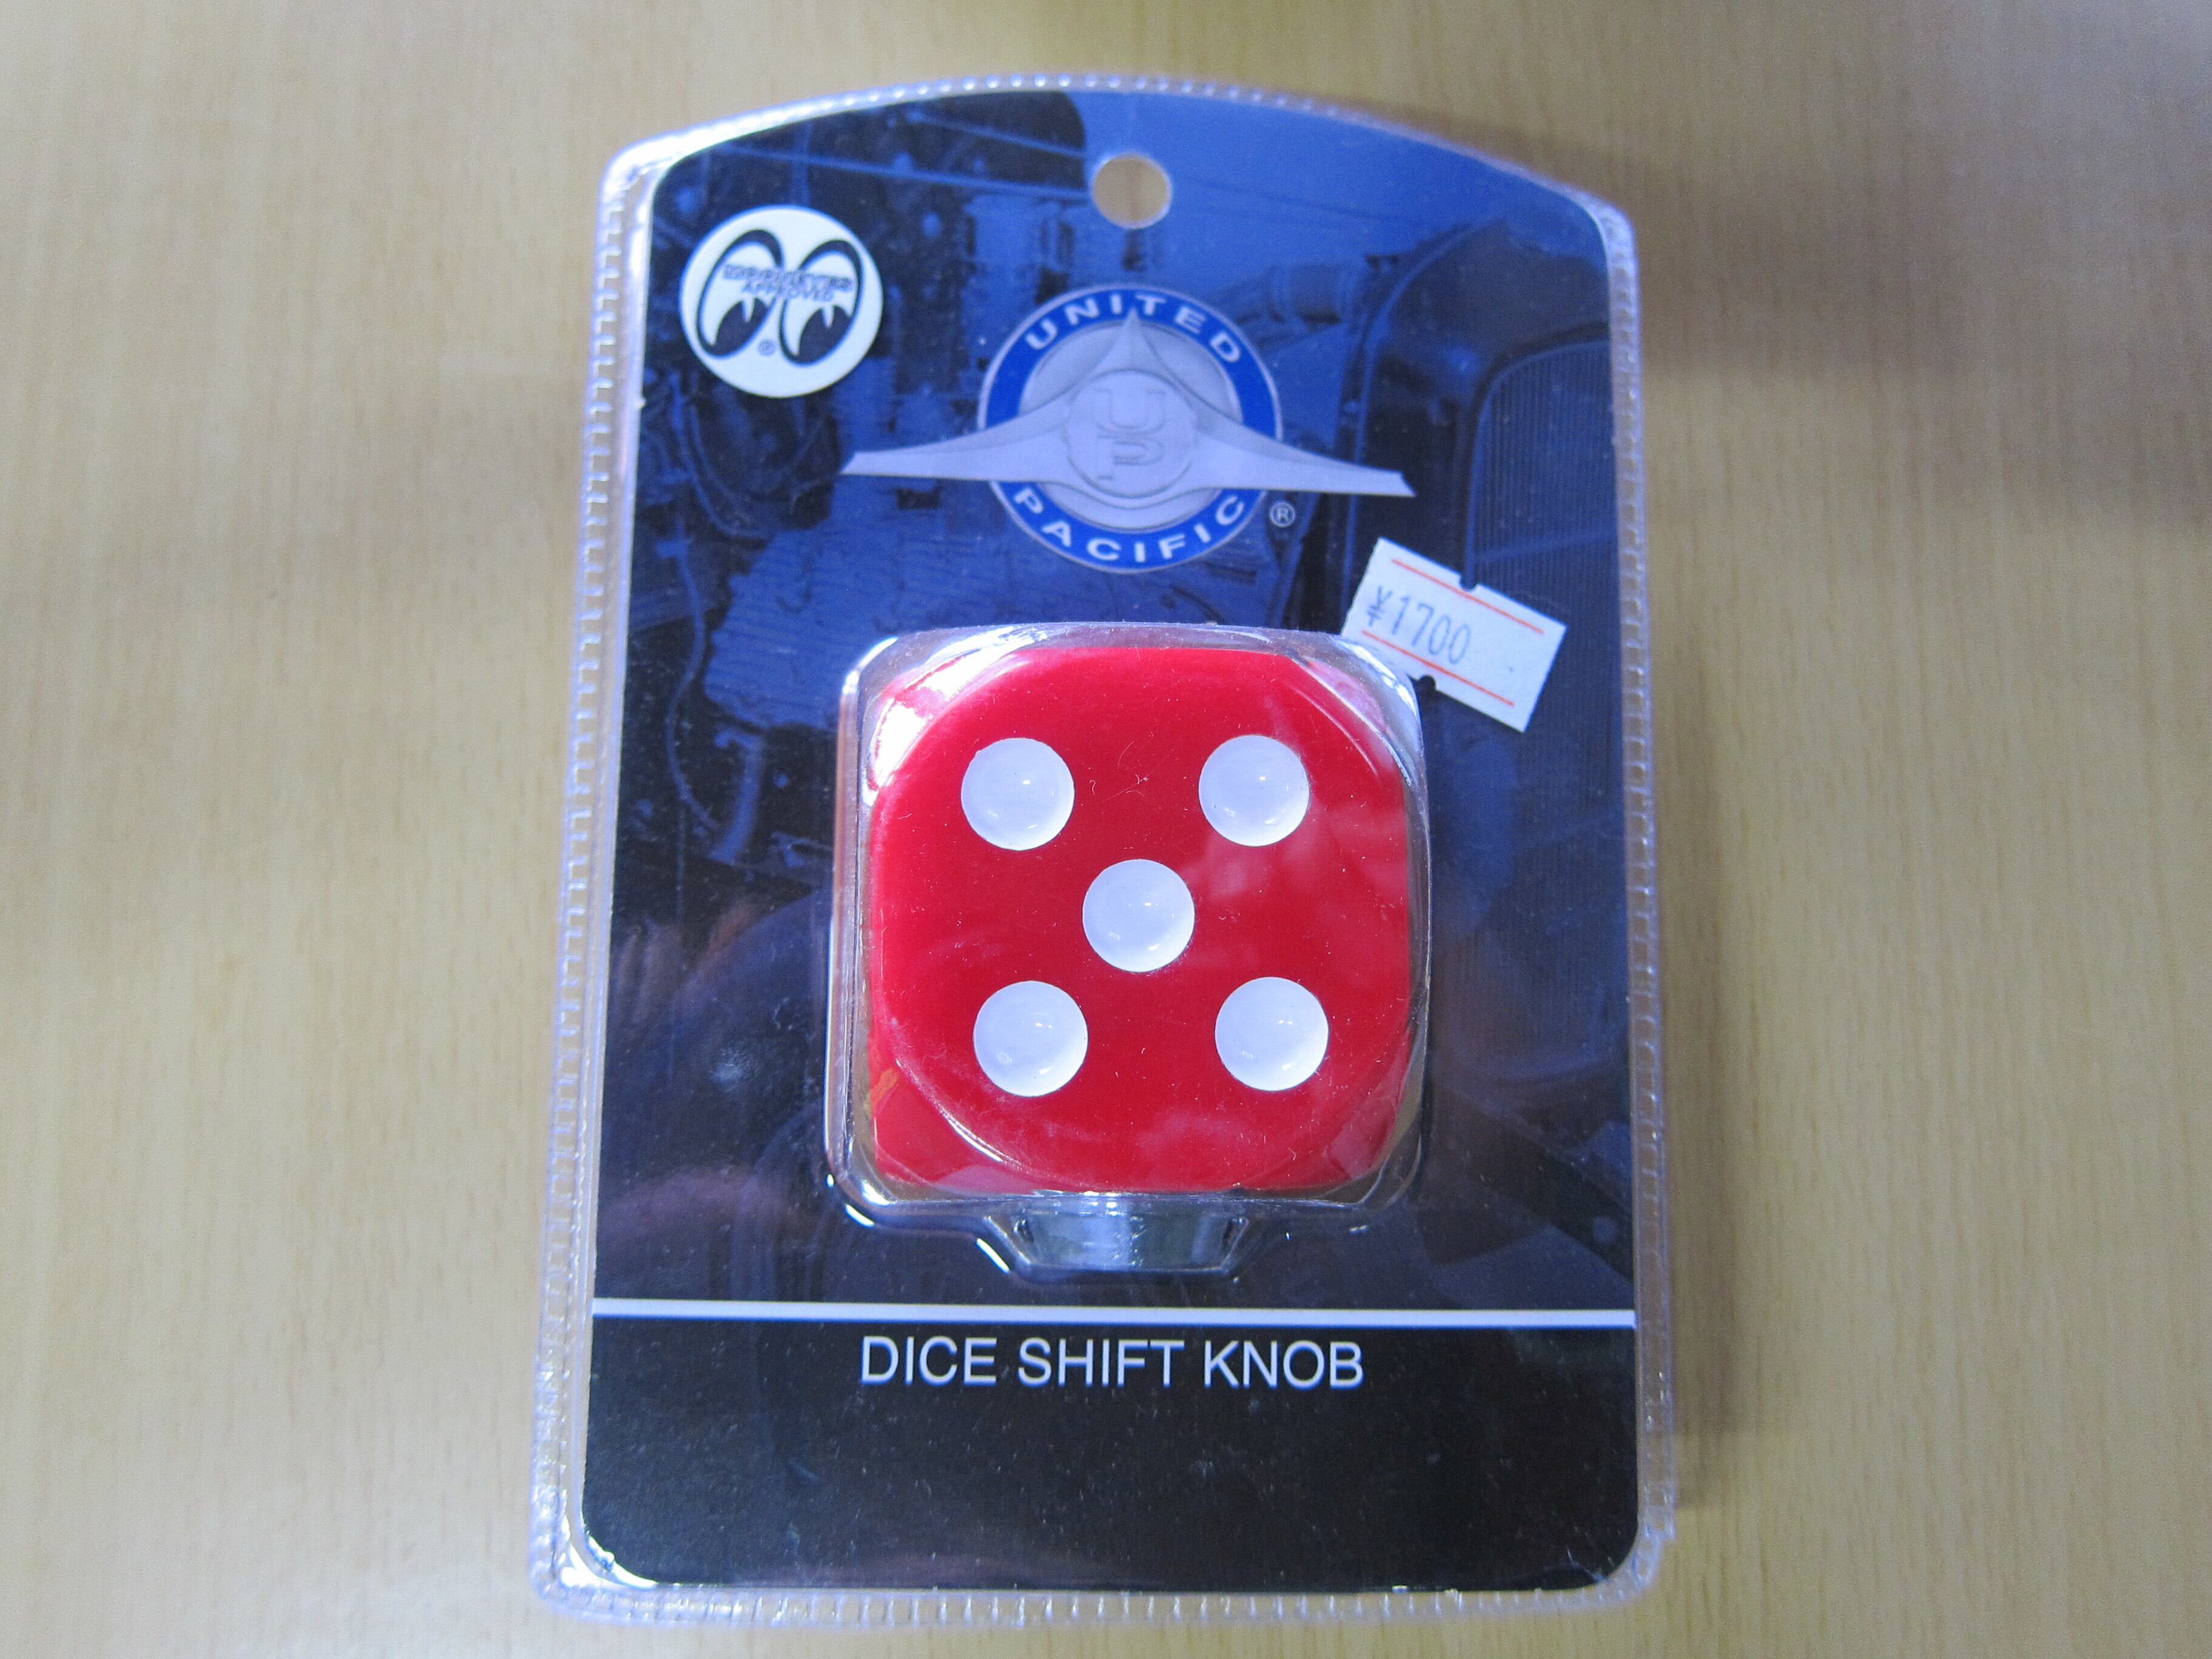 MOONEYES
APPROVED
®
UNITED
UP
PACIFIC
®
¥1700
DICE SHIFT KNOB